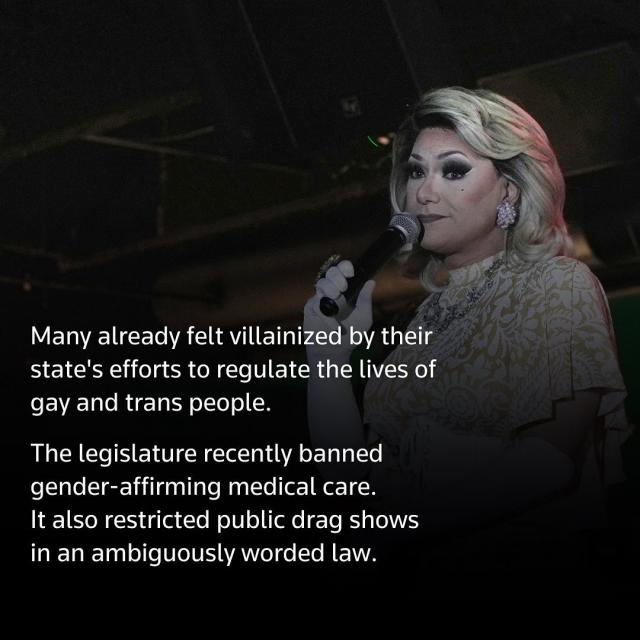 Many already felt villainized by their
state's efforts to regulate the lives of
gay and trans people.
The legislature recently banned
gender-affirming medical care.
It also restricted public drag shows
in an ambiguously worded law.